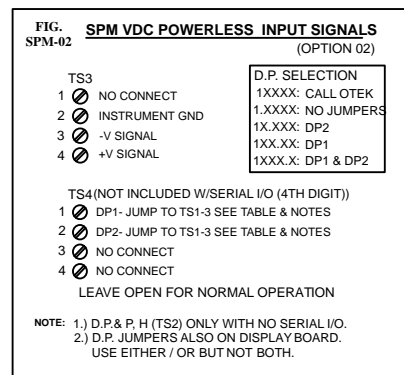 FIG. SPM-02
SPM VDC POWERLESS INPUT SIGNALS
(OPTION 02)
TS3
1 NO CONNECT
2 INSTRUMENT GND
3 -V SIGNAL
4 +V SIGNAL
D.P. SELECTION
1XXXX: CALL OTEK
1.XXXX: NO JUMPERS
1X.XXX: DP2
1XX.XX: DP1
1XXX.X: DP1 & DP2
TS4(NOT INCLUDED W/SERIAL I/O (4TH DIGIT))
1 DP1- JUMP TO TS1-3 SEE TABLE & NOTES
2 DP2- JUMP TO TS1-3 SEE TABLE & NOTES
3 NO CONNECT
4 NO CONNECT
LEAVE OPEN FOR NORMAL OPERATION
NOTE: 1.) D.P.& P, H (TS2) ONLY WITH NO SERIAL I/O.
2.) D.P. JUMPERS ALSO ON DISPLAY BOARD.
USE EITHER / OR BUT NOT BOTH.